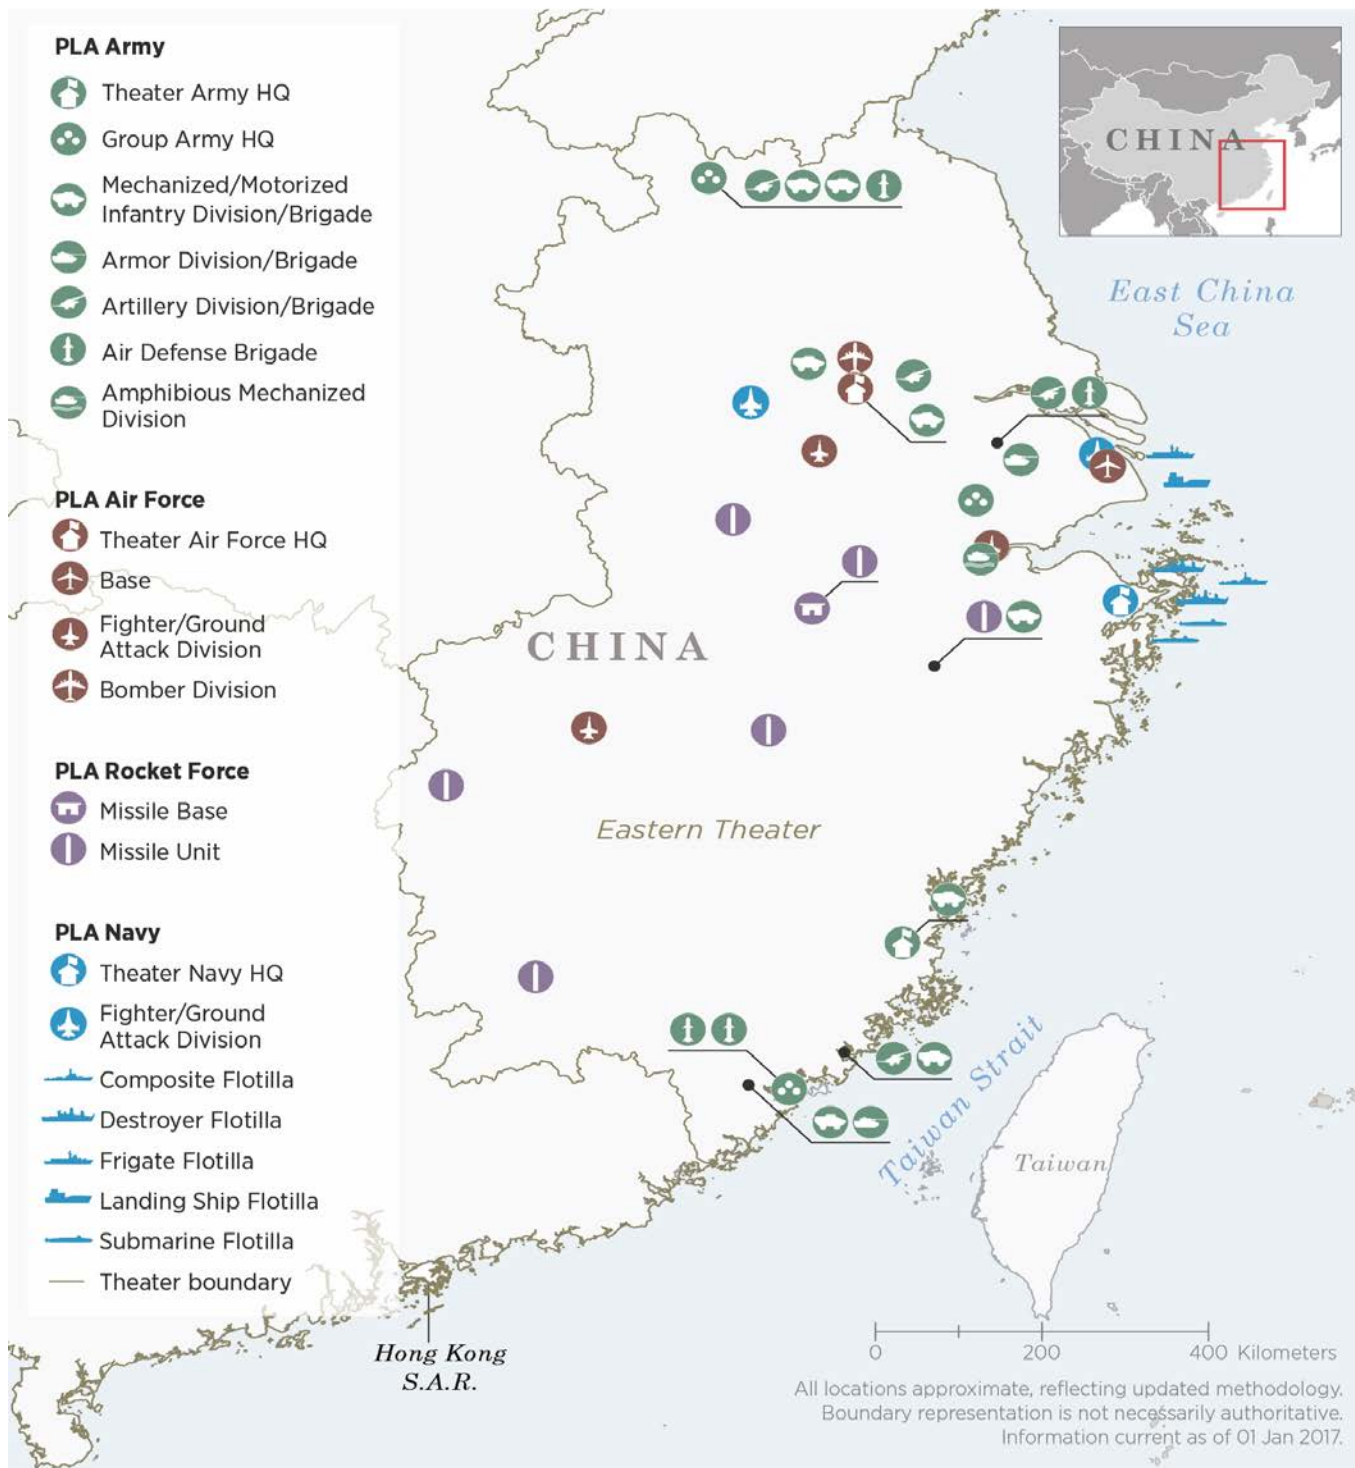 PLA Army
Theater Army HQ
Group Army HQ
Mechanized/Motorized
Infantry Division/Brigade
Armor Division/Brigade
Artillery Division/Brigade
Air Defense Brigade
Amphibious Mechanized
Division
PLA Air Force
Theater Air Force HQ
Base
Fighter/Ground
Attack Division
Bomber Division
PLA Rocket Force
Missile Base
Missile Unit
PLA Navy
Theater Navy HQ
Fighter/Ground
Attack Division
Composite Flotilla
Destroyer Flotilla
Frigate Flotilla
Landing Ship Flotilla
Submarine Flotilla
Theater boundary
CHINA
East China
Sea
CHINA
Eastern Theater
Taiwan Strait
Taiwan
Hong Kong
S.A.R.
0 200 400 Kilometers
All locations approximate, reflecting updated methodology.
Boundary representation is not necessarily authoritative.
Information current as of 01 Jan 2017.